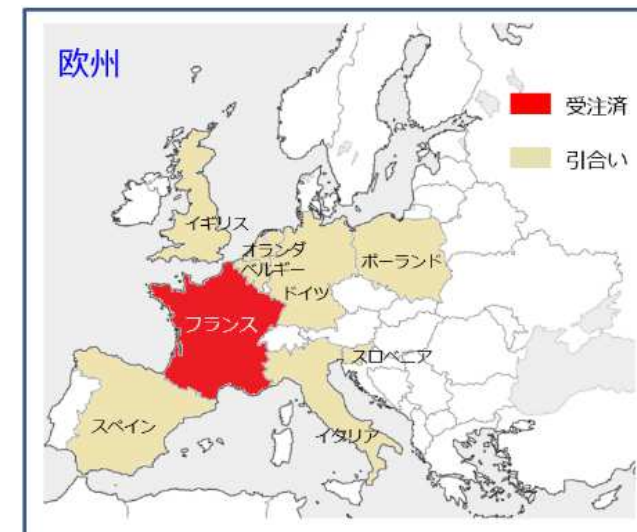 欧州
受注済
引合い
イギリス
オランダ
ベルギー
ポーランド
ドイツ
フランス
スロベニア
スペイン
イタリア